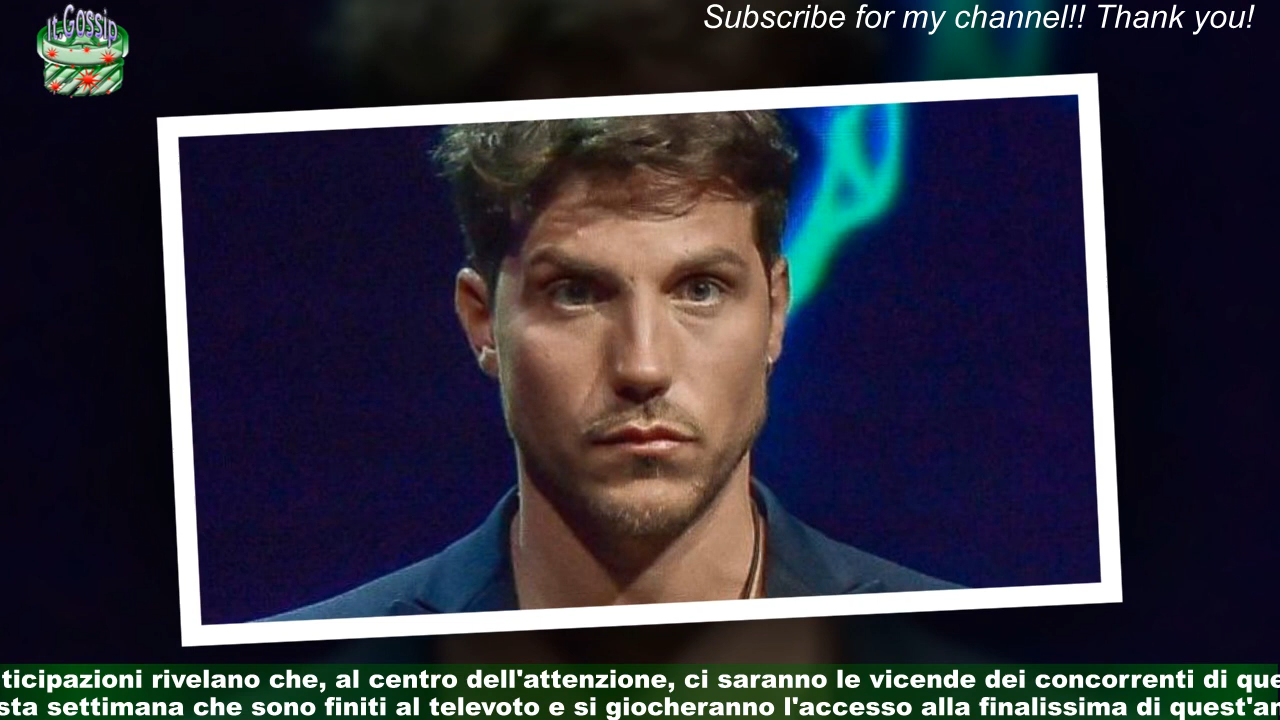 It.Gossip
Subscribe for my channel!! Thank you!
ticipazioni rivelano che, al centro dell'attenzione, ci saranno le vicende dei concorrenti di que
sta settimana che sono finiti al televoto e si giocheranno l'accesso alla finalissima di quest'an